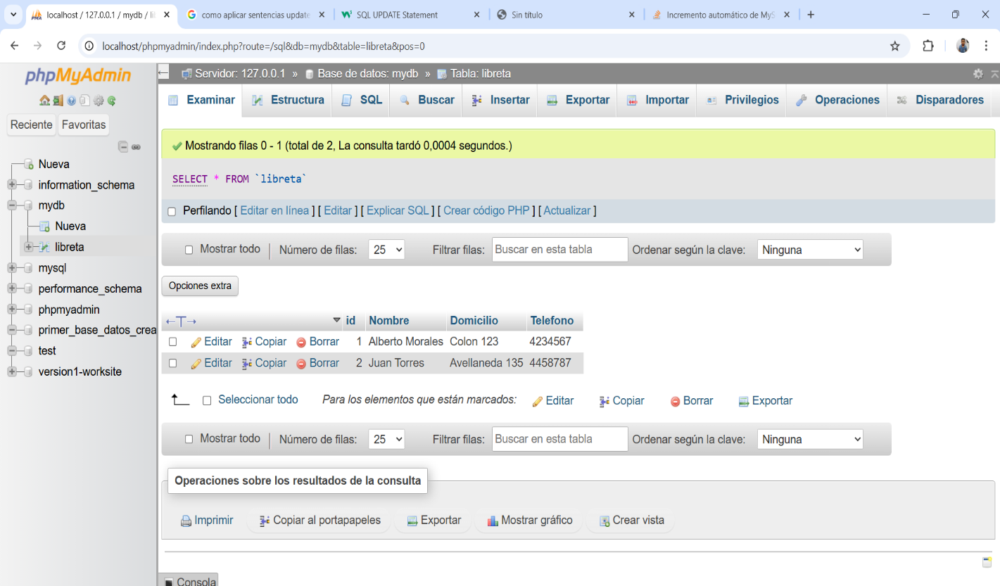 localhost / 127.0.0.1 / mydb / li
como aplicar sentencias update
SQL UPDATE Statement
Sin título
Incremento automático de MyS
localhost/phpmyadmin/index.php?route=/sql&db=mydb&table=libreta&pos=0
phpMyAdmin
Reciente Favoritas
Nueva
information_schema
mydb
Nueva
libreta
mysql
performance_schema
phpmyadmin
primer_base_datos_crea
test
version1-worksite
Servidor: 127.0.0.1 » Base de datos: mydb » Tabla: libreta
Examinar Estructura SQL Buscar Insertar Exportar Importar Privilegios Operaciones Disparadores
Mostrando filas 0 - 1 (total de 2, La consulta tardó 0,0004 segundos.)
SELECT * FROM `libreta`
Perfilando [ Editar en línea ] [ Editar ] [ Explicar SQL ] [ Crear código PHP ] [ Actualizar ]
Mostrar todo | Número de filas: 25 Filtrar filas: Buscar en esta tabla Ordenar según la clave: Ninguna
Opciones extra
←T→ id Nombre Domicilio Telefono
Editar Copiar Borrar 1 Alberto Morales Colon 123 4234567
Editar Copiar Borrar 2 Juan Torres Avellaneda 135 4458787
Seleccionar todo Para los elementos que están marcados: Editar Copiar Borrar Exportar
Mostrar todo | Número de filas: 25 Filtrar filas: Buscar en esta tabla Ordenar según la clave: Ninguna
Operaciones sobre los resultados de la consulta
Imprimir Copiar al portapapeles Exportar Mostrar gráfico Crear vista
Consola